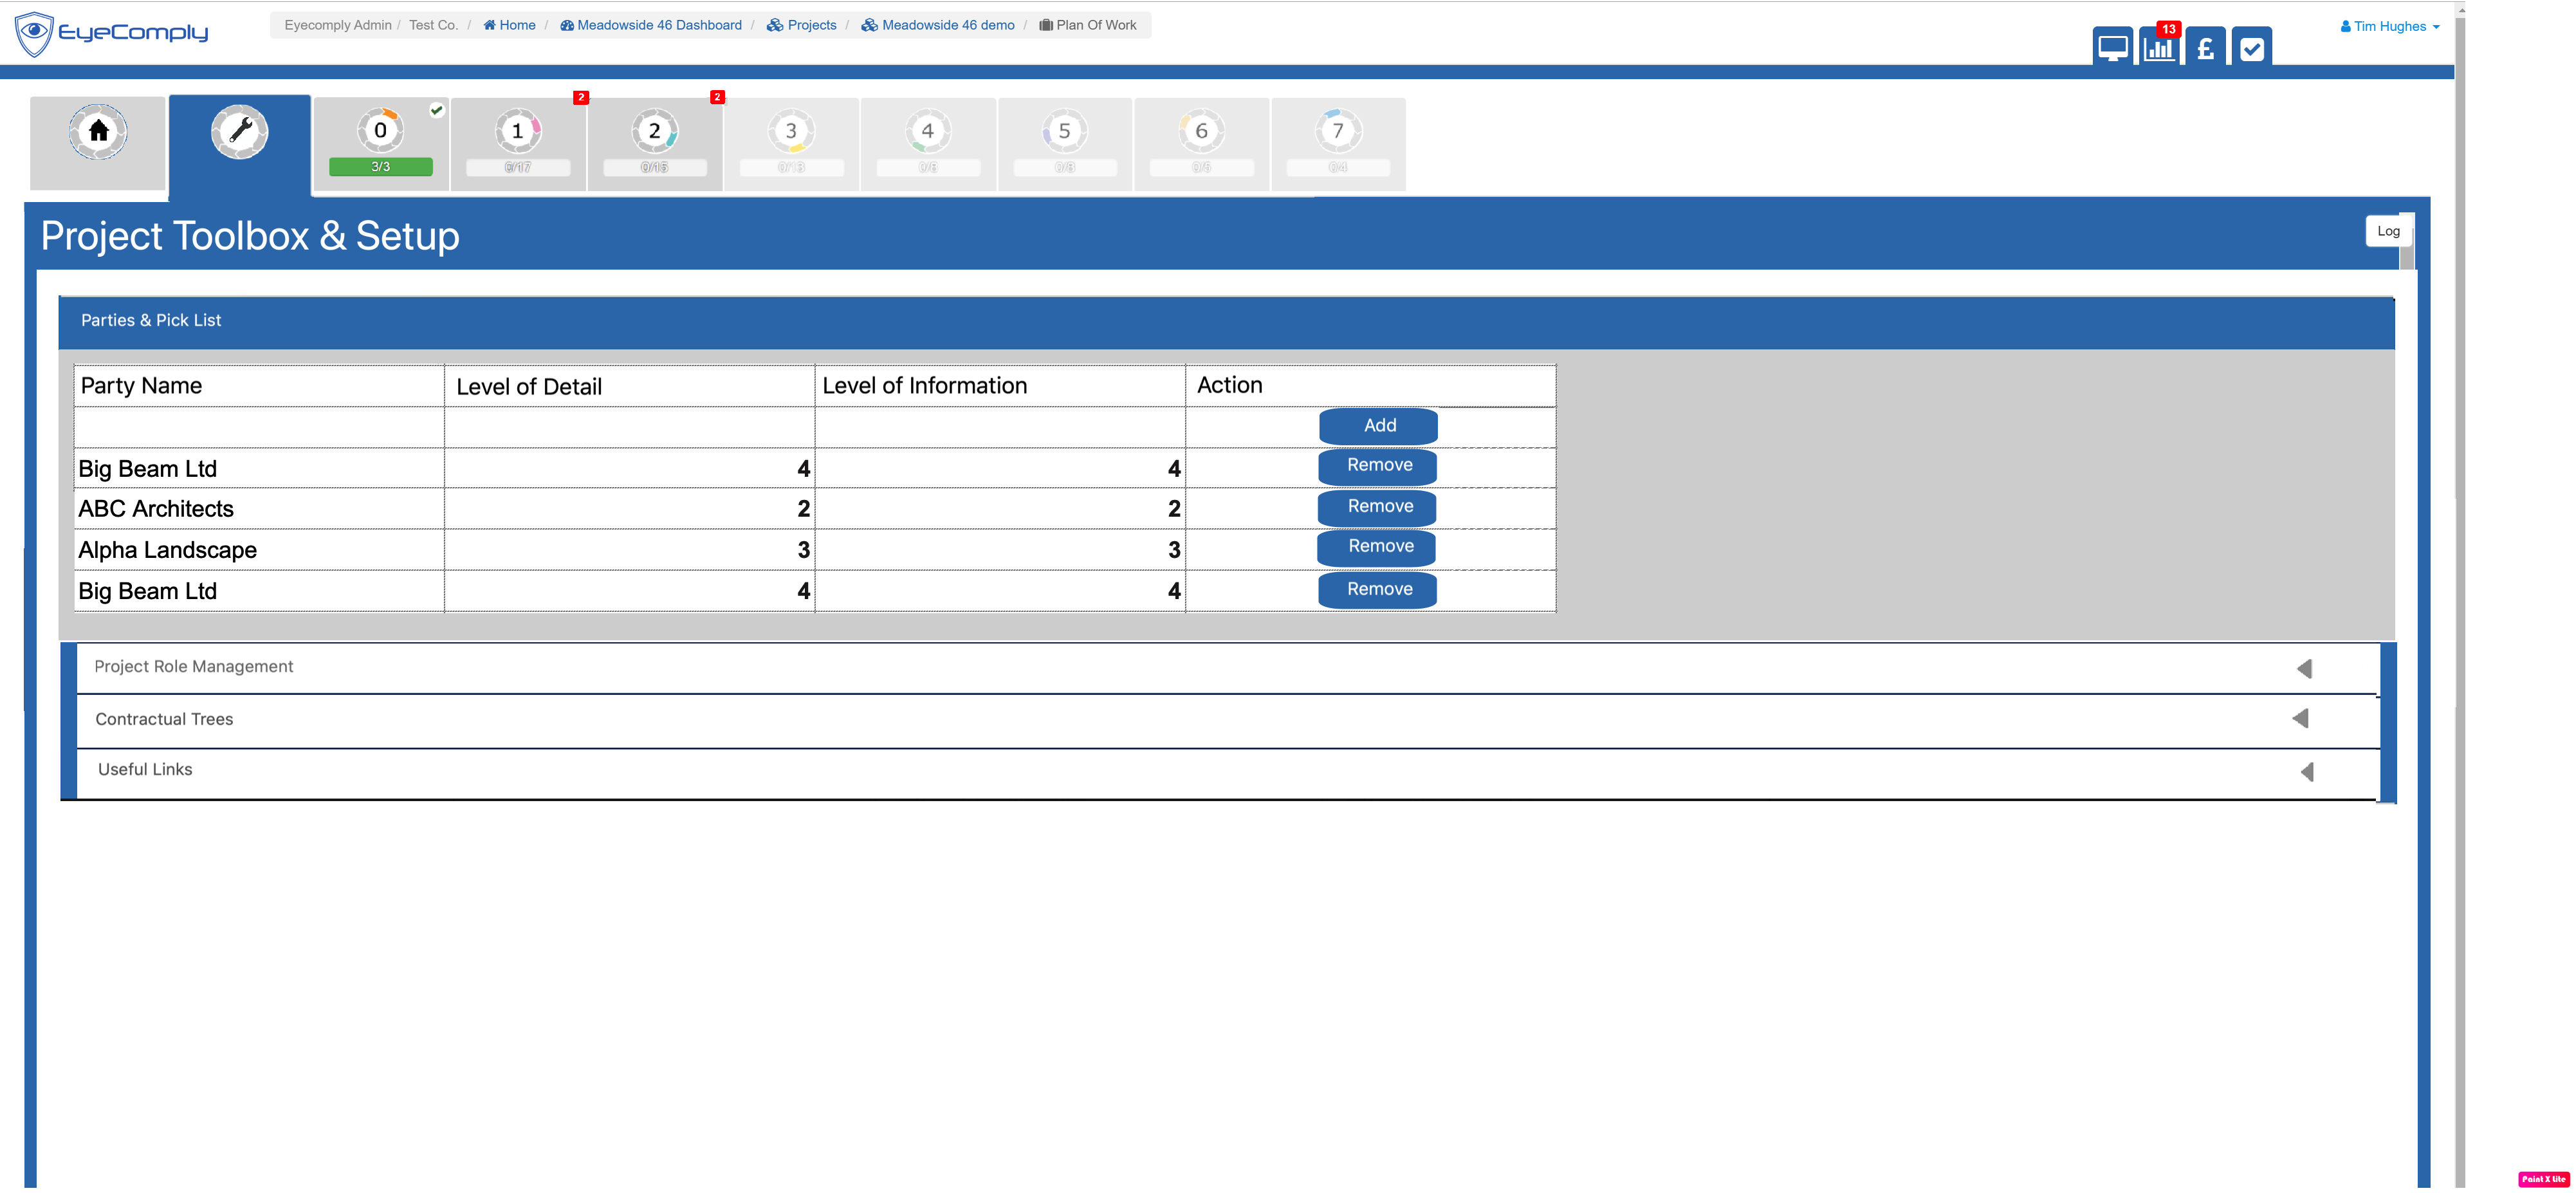 EyeComply
Eyecomply Admin / Test Co. / Home / Meadowside 46 Dashboard / Projects / Meadowside 46 demo / Plan Of Work
13
£
Tim Hughes
0
3/3
1
2
0/17
2
2
0/15
3
0/13
4
5
6
7
Project Toolbox & Setup
Log
Parties & Pick List
Party Name Level of Detail Level of Information Action
Add
Big Beam Ltd 4 4 Remove
ABC Architects 2 2 Remove
Alpha Landscape 3 3 Remove
Big Beam Ltd 4 4 Remove
Project Role Management
Contractual Trees
Useful Links
Paint X Lite